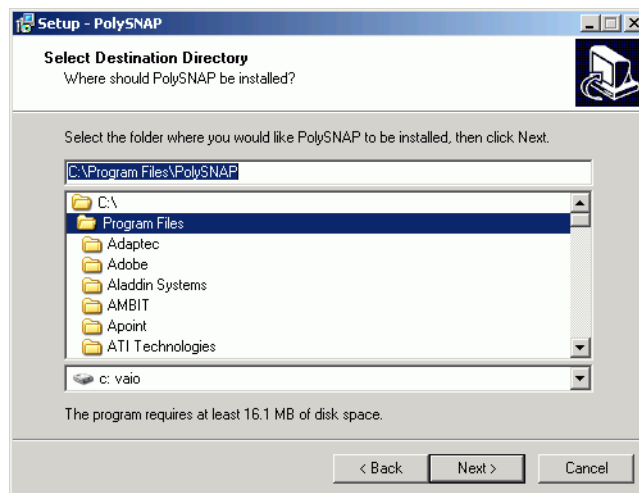 Setup - PolySNAP
Select Destination Directory
Where should PolySNAP be installed?
Select the folder where you would like PolySNAP to be installed, then click Next.
C:\Program Files\PolySNAP
C:\
Program Files
Adaptec
Adobe
Aladdin Systems
AMBIT
Apoint
ATI Technologies
c: vaio
The program requires at least 16.1 MB of disk space.
< Back Next > Cancel